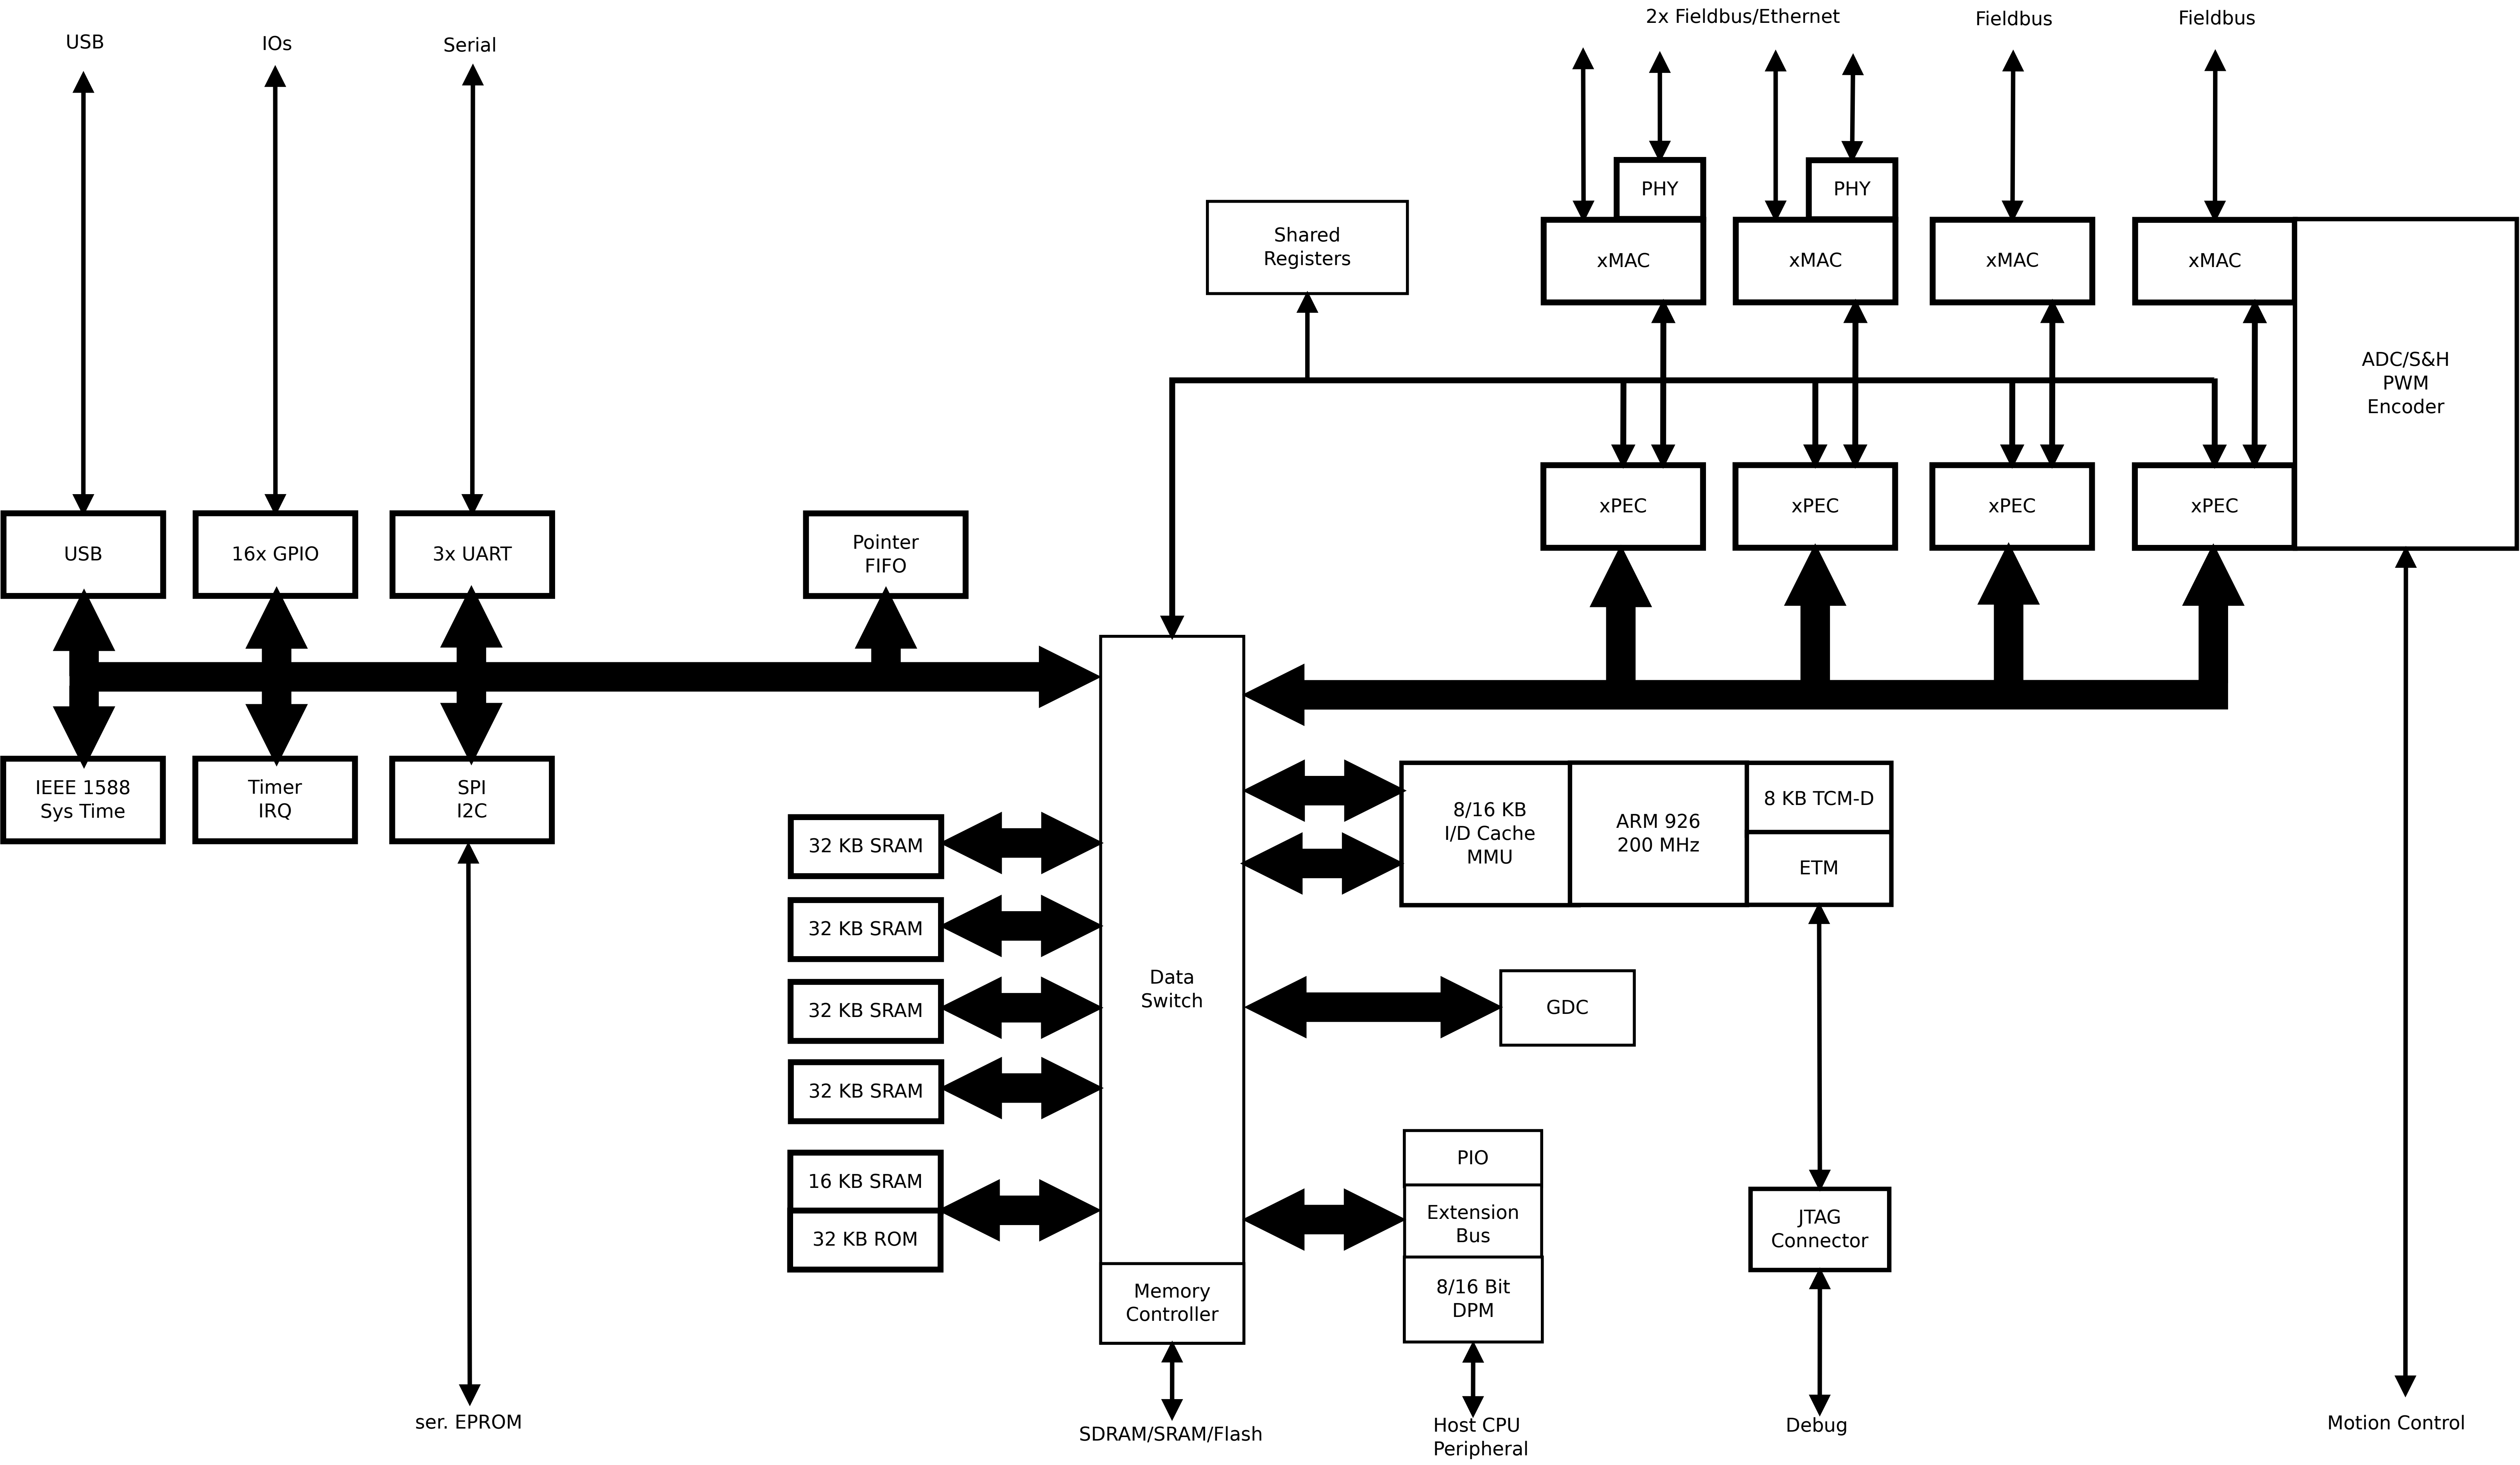 USB
IOs
Serial
2x Fieldbus/Ethernet
Fieldbus
Fieldbus
PHY
PHY
Shared
Registers
xMAC
xMAC
xMAC
xMAC
ADC/S&H
PWM
Encoder
xPEC
xPEC
xPEC
xPEC
USB
16x GPIO
3x UART
Pointer
FIFO
IEEE 1588
Sys Time
Timer
IRQ
SPI
I2C
32 KB SRAM
32 KB SRAM
32 KB SRAM
32 KB SRAM
16 KB SRAM
32 KB ROM
Data
Switch
Memory
Controller
8/16 KB
I/D Cache
MMU
ARM 926
200 MHz
8 KB TCM-D
ETM
GDC
PIO
Extension
Bus
8/16 Bit
DPM
JTAG
Connector
ser. EPROM
SDRAM/SRAM/Flash
Host CPU
Peripheral
Debug
Motion Control